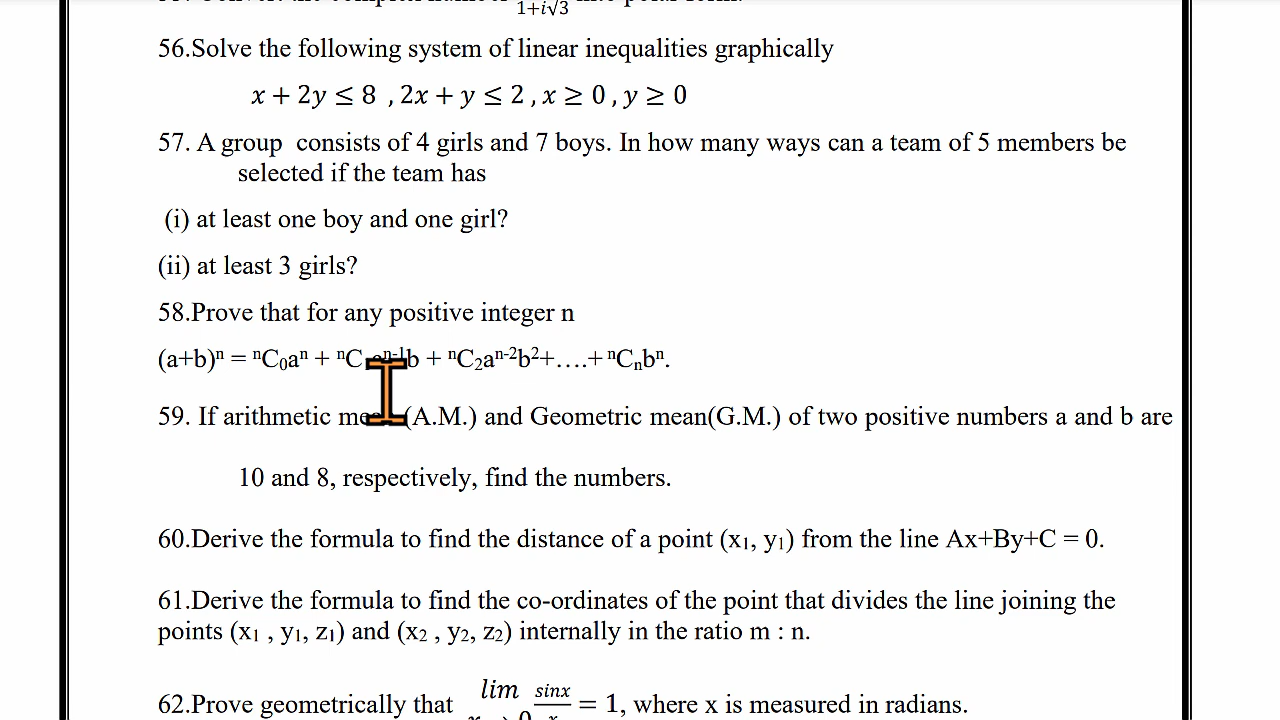 1+i√3
56.Solve the following system of linear inequalities graphically
x + 2y ≤ 8 , 2x + y ≤ 2 , x ≥ 0 , y ≥ 0
57. A group consists of 4 girls and 7 boys. In how many ways can a team of 5 members be
selected if the team has
(i) at least one boy and one girl?
(ii) at least 3 girls?
58.Prove that for any positive integer n
(a+b)ⁿ = ⁿC₀aⁿ + ⁿC aⁿ⁻¹b + ⁿC₂aⁿ⁻²b²+….+ ⁿCₙbⁿ.
59. If arithmetic (A.M.) and Geometric mean(G.M.) of two positive numbers a and b are
10 and 8, respectively, find the numbers.
60.Derive the formula to find the distance of a point (x₁, y₁) from the line Ax+By+C = 0.
61.Derive the formula to find the co-ordinates of the point that divides the line joining the
points (x₁ , y₁, z₁) and (x₂ , y₂, z₂) internally in the ratio m : n.
62.Prove geometrically that lim sinx/x = 1, where x is measured in radians.